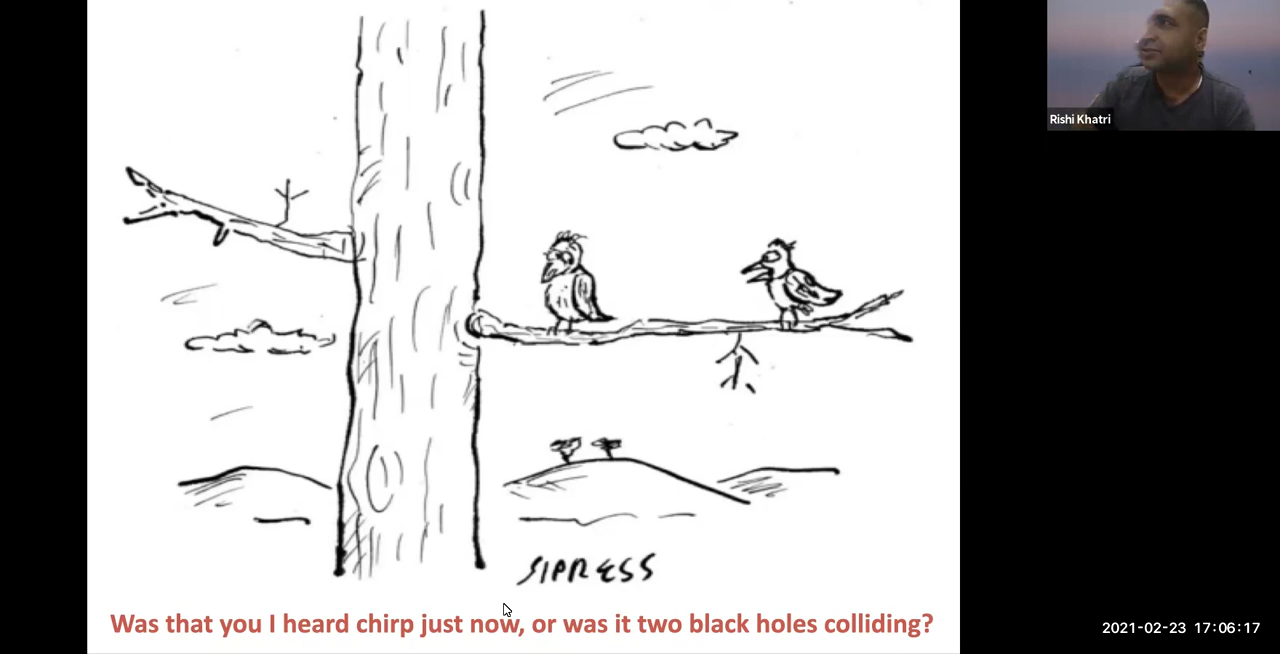 Rishi Khatri
SIPRESS
Was that you I heard chirp just now, or was it two black holes colliding?
2021-02-23 17:06:17